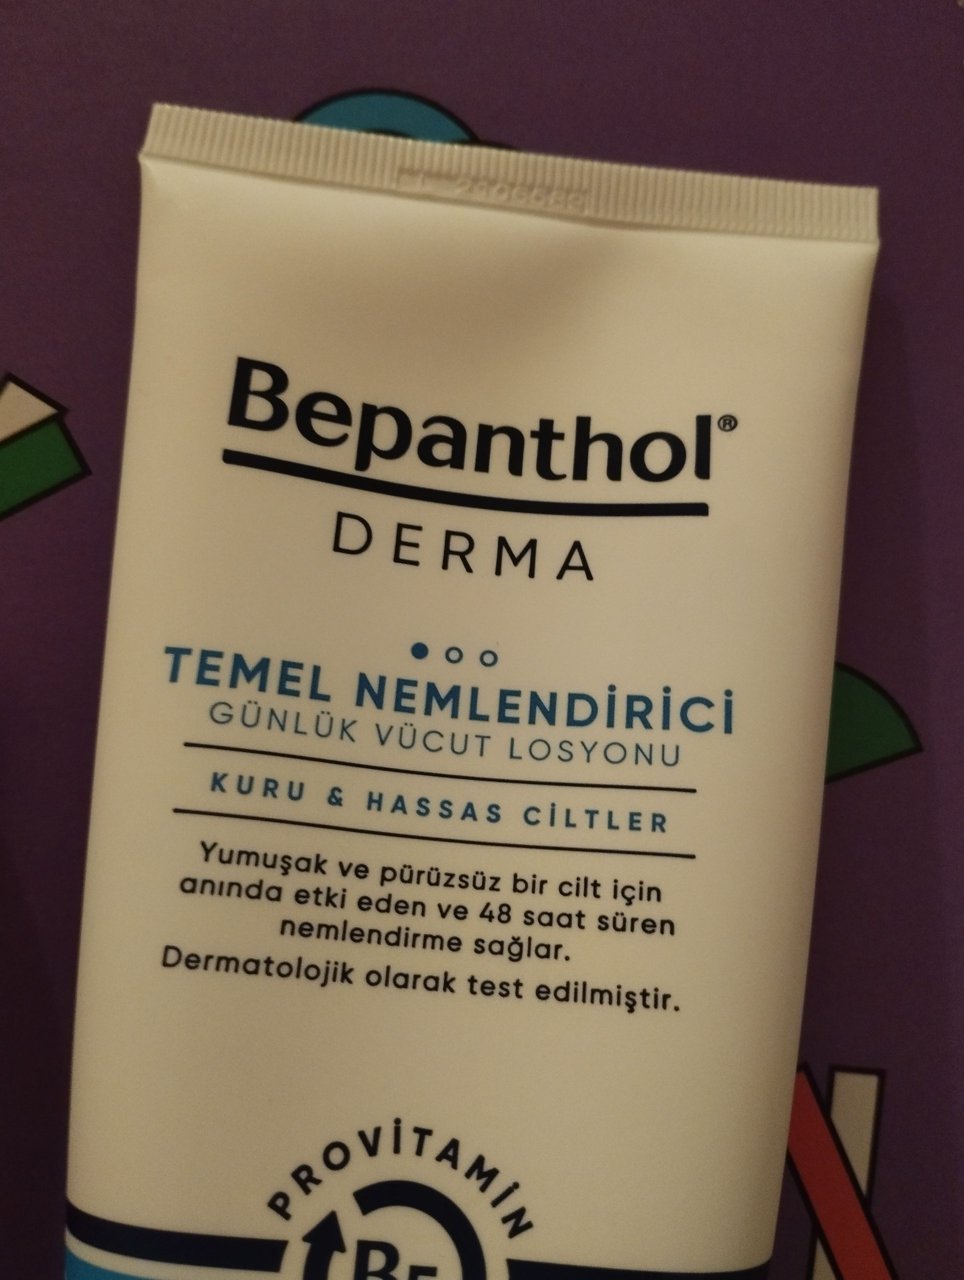 Bepanthol®
DERMA
TEMEL NEMLENDİRİCİ
GÜNLÜK VÜCUT LOSYONU
KURU & HASSAS CİLTLER
Yumuşak ve pürüzsüz bir cilt için
anında etki eden ve 48 saat süren
nemlendirme sağlar.
Dermatolojik olarak test edilmiştir.
PROVİTAMİN
B5